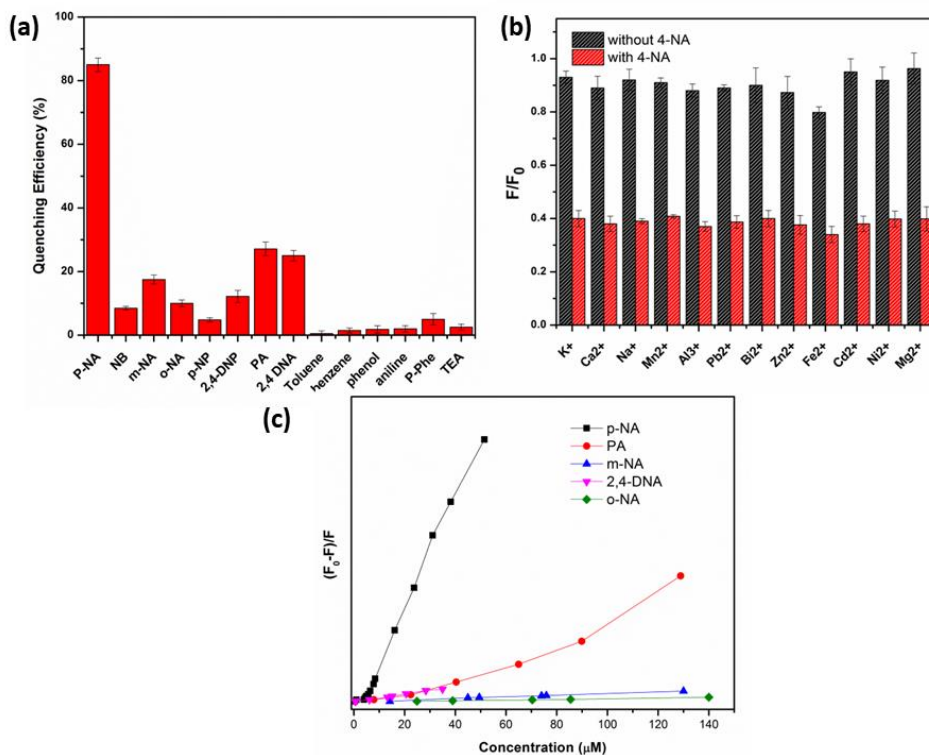 (a)
Quenching Efficiency (%)
100
80
60
40
20
0
P-NA
NB
m-NA
o-NA
p-NP
2,4-DNP
PA
2,4 DNA
Toluene
benzene
phenol
aniline
P-Phe
TEA
(b)
without 4-NA
with 4-NA
F/F0
1.0
0.8
0.6
0.4
0.2
0.0
K+
Ca2+
Na+
Mn2+
Al3+
Pb2+
Bi2+
Zn2+
Fe2+
Cd2+
Ni2+
Mg2+
(c)
p-NA
PA
m-NA
2,4-DNA
o-NA
(F0-F)/F
0 20 40 60 80 100 120 140
Concentration (μM)